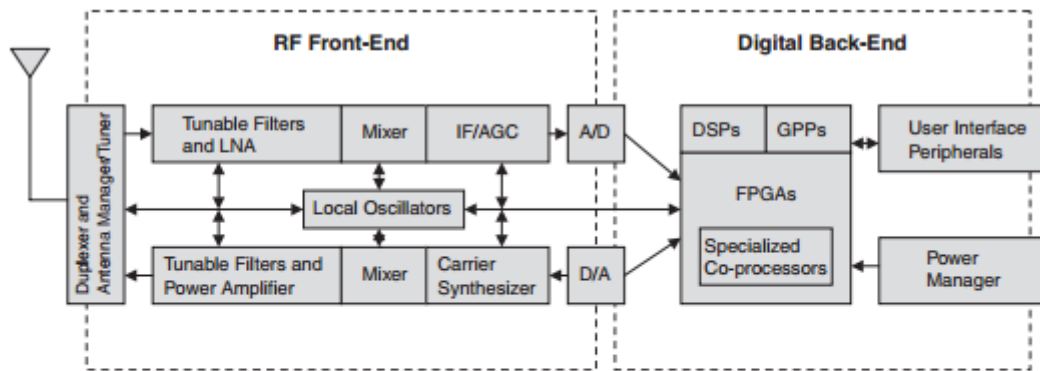 RF Front-End
Digital Back-End
Duplexer and
Antenna Manager/Tuner
Tunable Filters
and LNA
Mixer
IF/AGC
A/D
DSPs
GPPs
User Interface
Peripherals
FPGAs
Local Oscillators
Specialized
Co-processors
Tunable Filters and
Power Amplifier
Mixer
Carrier
Synthesizer
D/A
Power
Manager